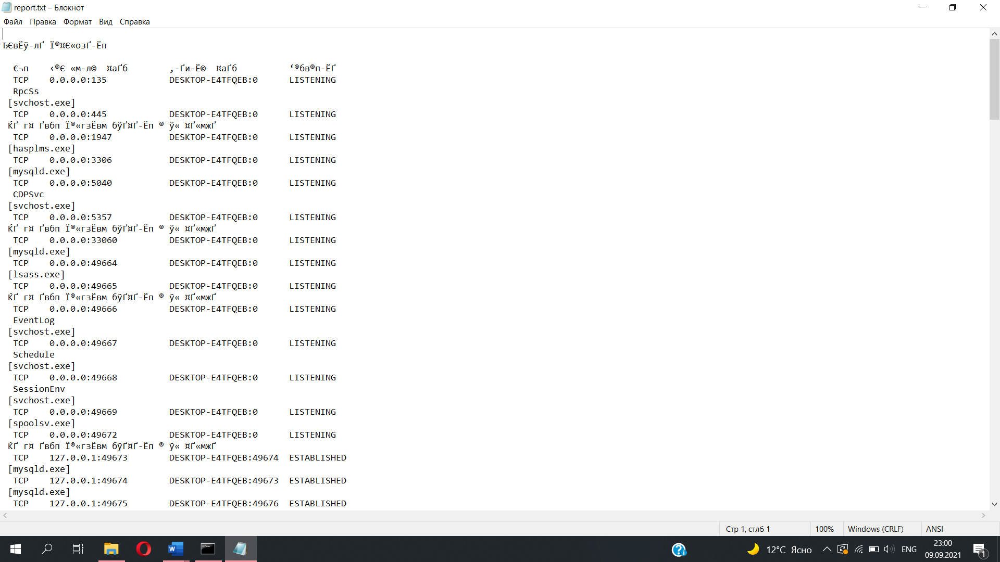 report.txt – Блокнот
Файл Правка Формат Вид Справка
ЂЄвЁў-лҐ Ї®¤Є«озҐ-Ёп
€¬п ‹®Є «м-л©  ¤аҐб ‚-Ґи-Ё©  ¤аҐб ‘®бв®п-ЁҐ
TCP 0.0.0.0:135 DESKTOP-E4TFQEB:0 LISTENING
RpcSs
[svchost.exe]
TCP 0.0.0.0:445 DESKTOP-E4TFQEB:0 LISTENING
ЌҐ г¤ Ґвбп Ї®«гзЁвм бўҐ¤Ґ-Ёп ® ў« ¤Ґ«мжҐ
TCP 0.0.0.0:1947 DESKTOP-E4TFQEB:0 LISTENING
[hasplms.exe]
TCP 0.0.0.0:3306 DESKTOP-E4TFQEB:0 LISTENING
[mysqld.exe]
TCP 0.0.0.0:5040 DESKTOP-E4TFQEB:0 LISTENING
CDPSvc
[svchost.exe]
TCP 0.0.0.0:5357 DESKTOP-E4TFQEB:0 LISTENING
ЌҐ г¤ Ґвбп Ї®«гзЁвм бўҐ¤Ґ-Ёп ® ў« ¤Ґ«мжҐ
TCP 0.0.0.0:33060 DESKTOP-E4TFQEB:0 LISTENING
[mysqld.exe]
TCP 0.0.0.0:49664 DESKTOP-E4TFQEB:0 LISTENING
[lsass.exe]
TCP 0.0.0.0:49665 DESKTOP-E4TFQEB:0 LISTENING
ЌҐ г¤ Ґвбп Ї®«гзЁвм бўҐ¤Ґ-Ёп ® ў« ¤Ґ«мжҐ
TCP 0.0.0.0:49666 DESKTOP-E4TFQEB:0 LISTENING
EventLog
[svchost.exe]
TCP 0.0.0.0:49667 DESKTOP-E4TFQEB:0 LISTENING
Schedule
[svchost.exe]
TCP 0.0.0.0:49668 DESKTOP-E4TFQEB:0 LISTENING
SessionEnv
[svchost.exe]
TCP 0.0.0.0:49669 DESKTOP-E4TFQEB:0 LISTENING
[spoolsv.exe]
TCP 0.0.0.0:49672 DESKTOP-E4TFQEB:0 LISTENING
ЌҐ г¤ Ґвбп Ї®«гзЁвм бўҐ¤Ґ-Ёп ® ў« ¤Ґ«мжҐ
TCP 127.0.0.1:49673 DESKTOP-E4TFQEB:49674 ESTABLISHED
[mysqld.exe]
TCP 127.0.0.1:49674 DESKTOP-E4TFQEB:49673 ESTABLISHED
[mysqld.exe]
TCP 127.0.0.1:49675 DESKTOP-E4TFQEB:49676 ESTABLISHED
Стр 1, стлб 1 100% Windows (CRLF) ANSI
12°C Ясно ENG 23:00
09.09.2021 1